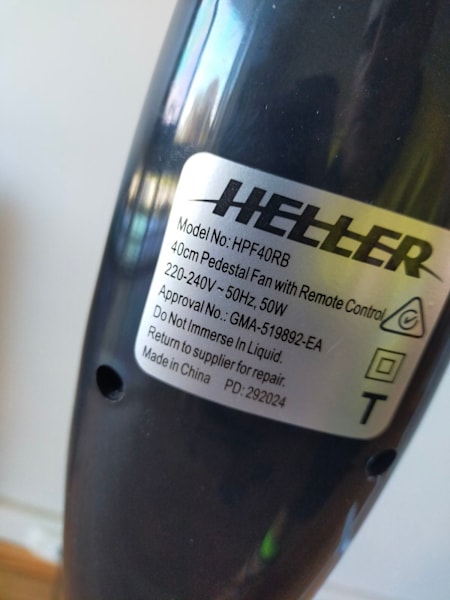 HELLER
Model No: HPF40RB
40cm Pedestal Fan with Remote Control
220-240V ~ 50Hz, 50W
Approval No.: GMA-519892-EA
Do Not Immerse In Liquid.
Return to supplier for repair.
Made in China PD: 292024
T